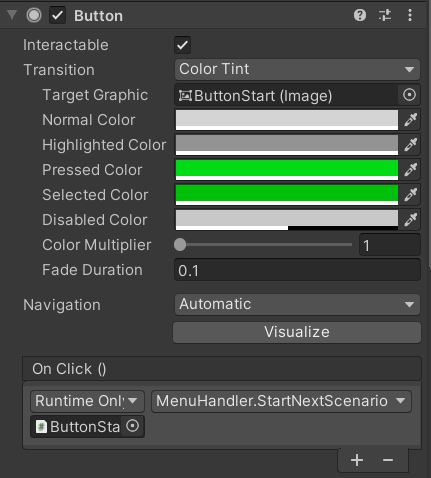 Button
Interactable
Transition
Color Tint
Target Graphic
ButtonStart (Image)
Normal Color
Highlighted Color
Pressed Color
Selected Color
Disabled Color
Color Multiplier
1
Fade Duration
0.1
Navigation
Automatic
Visualize
On Click ()
Runtime Only
MenuHandler.StartNextScenario
ButtonSta